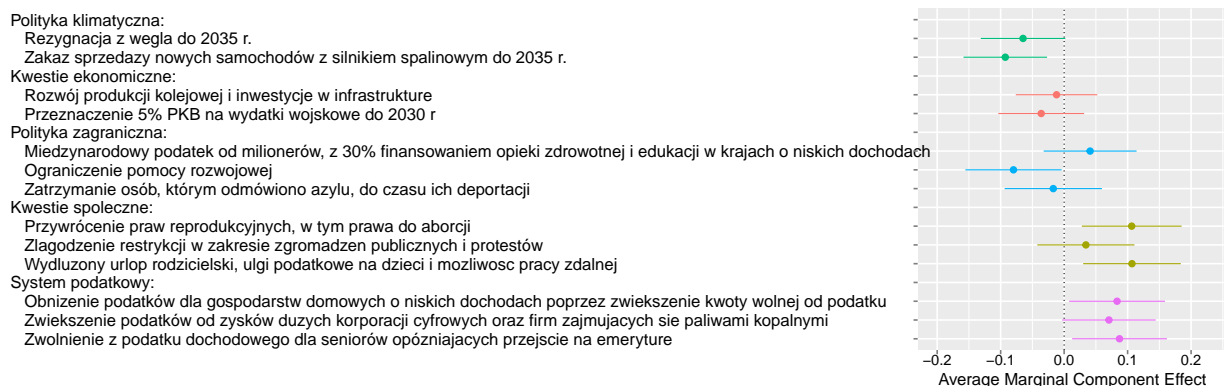 Polityka klimatyczna:
Rezygnacja z wegla do 2035 r.
Zakaz sprzedazy nowych samochodów z silnikiem spalinowym do 2035 r.
Kwestie ekonomiczne:
Rozwój produkcji kolejowej i inwestycje w infrastrukture
Przeznaczenie 5% PKB na wydatki wojskowe do 2030 r
Polityka zagraniczna:
Miedzynarodowy podatek od milionerów, z 30% finansowaniem opieki zdrowotnej i edukacji w krajach o niskich dochodach
Ograniczenie pomocy rozwojowej
Zatrzymanie osób, którym odmówiono azylu, do czasu ich deportacji
Kwestie spoleczne:
Przywrócenie praw reprodukcyjnych, w tym prawa do aborcji
Zlagodzenie restrykcji w zakresie zgromadzen publicznych i protestów
Wydluzony urlop rodzicielski, ulgi podatkowe na dzieci i mozliwosc pracy zdalnej
System podatkowy:
Obnizenie podatków dla gospodarstw domowych o niskich dochodach poprzez zwiekszenie kwoty wolnej od podatku
Zwiekszenie podatków od zysków duzych korporacji cyfrowych oraz firm zajmujacych sie paliwami kopalnymi
Zwolnienie z podatku dochodowego dla seniorów opózniajacych przejscie na emeryture
−0.2 −0.1 0.0 0.1 0.2
Average Marginal Component Effect